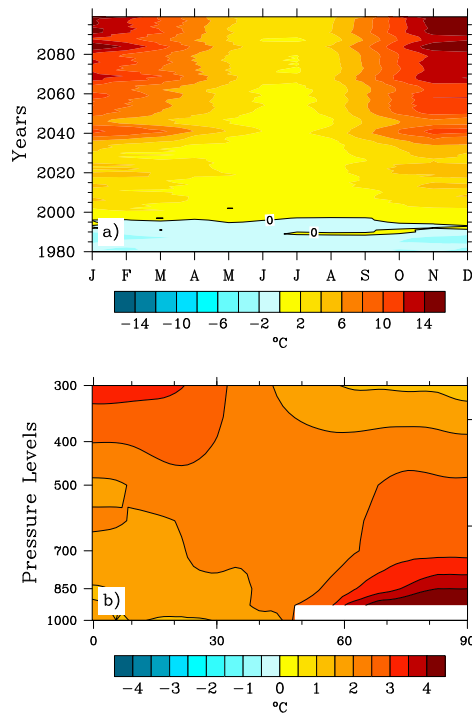 2080
2060
2040
2020
2000
1980
Years
0
0
a)
J F M A M J J A S O N D
-14 -10 -6 -2 2 6 10 14
°C
300
400
500
700
850
1000
Pressure Levels
b)
0 30 60 90
-4 -3 -2 -1 0 1 2 3 4
°C